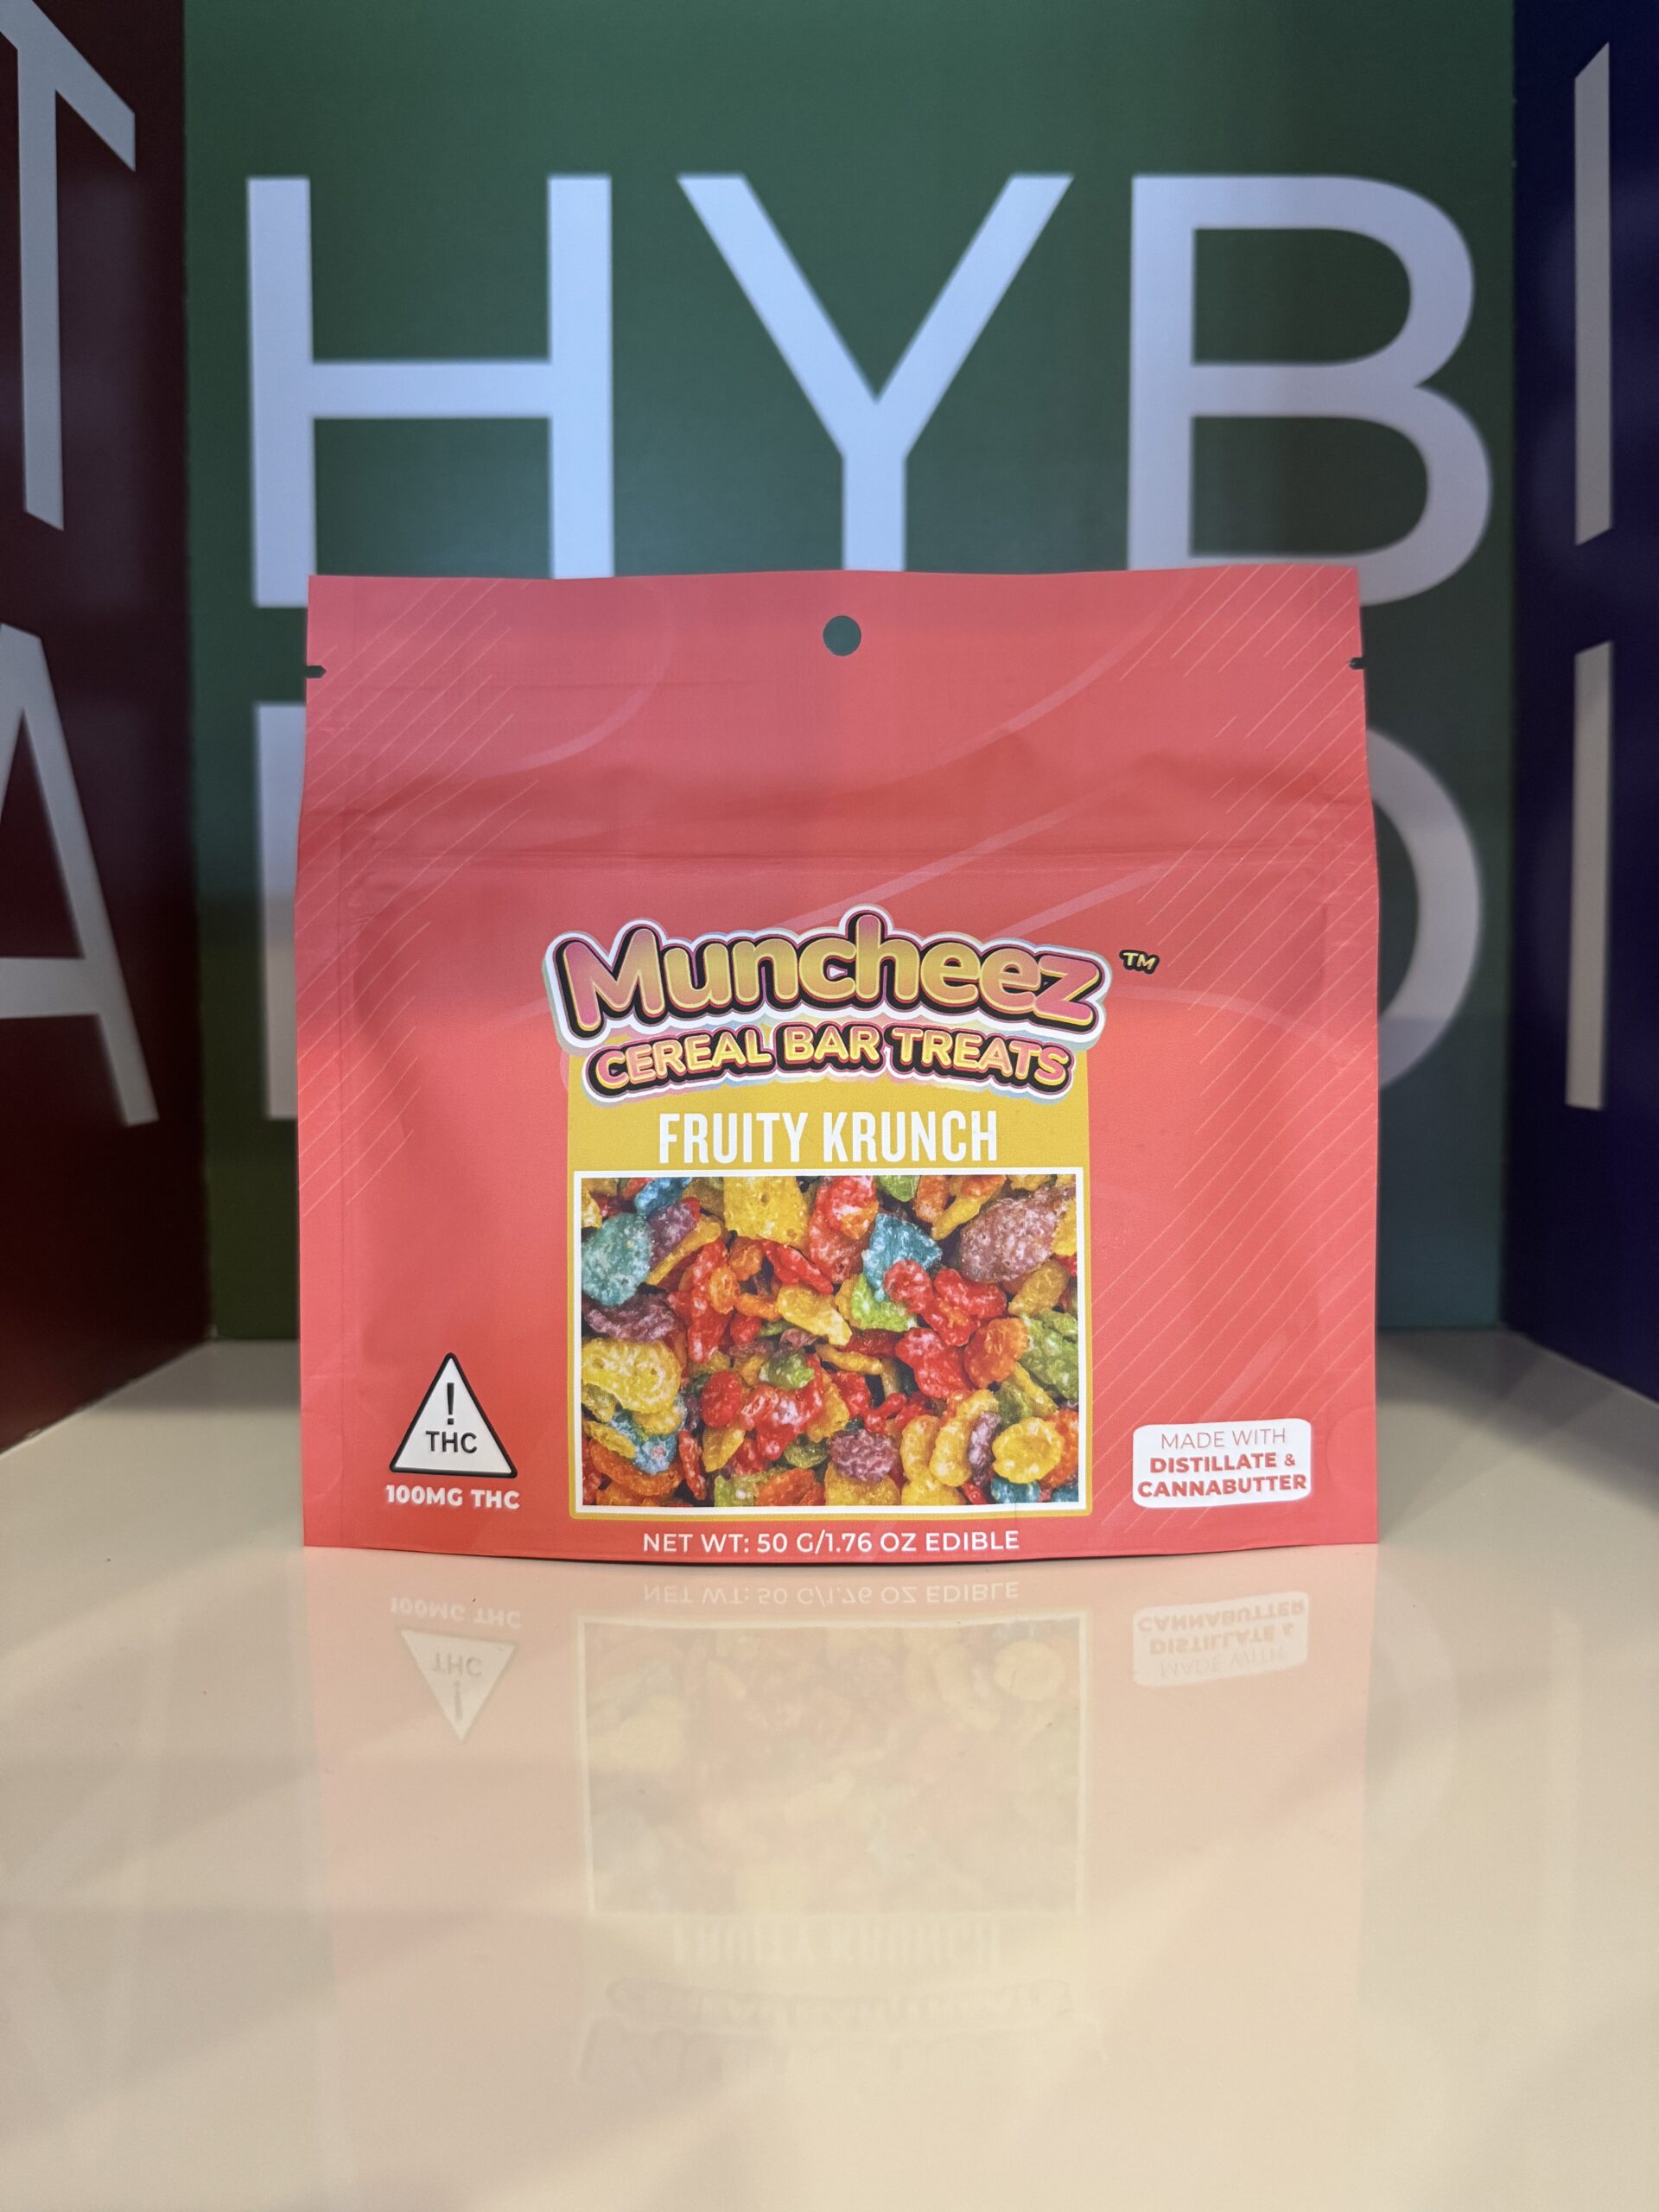 HYB
Muncheez™
CEREAL BAR TREATS
FRUITY KRUNCH
!
THC
100MG THC
MADE WITH
DISTILLATE &
CANNABUTTER
NET WT: 50 G/1.76 OZ EDIBLE